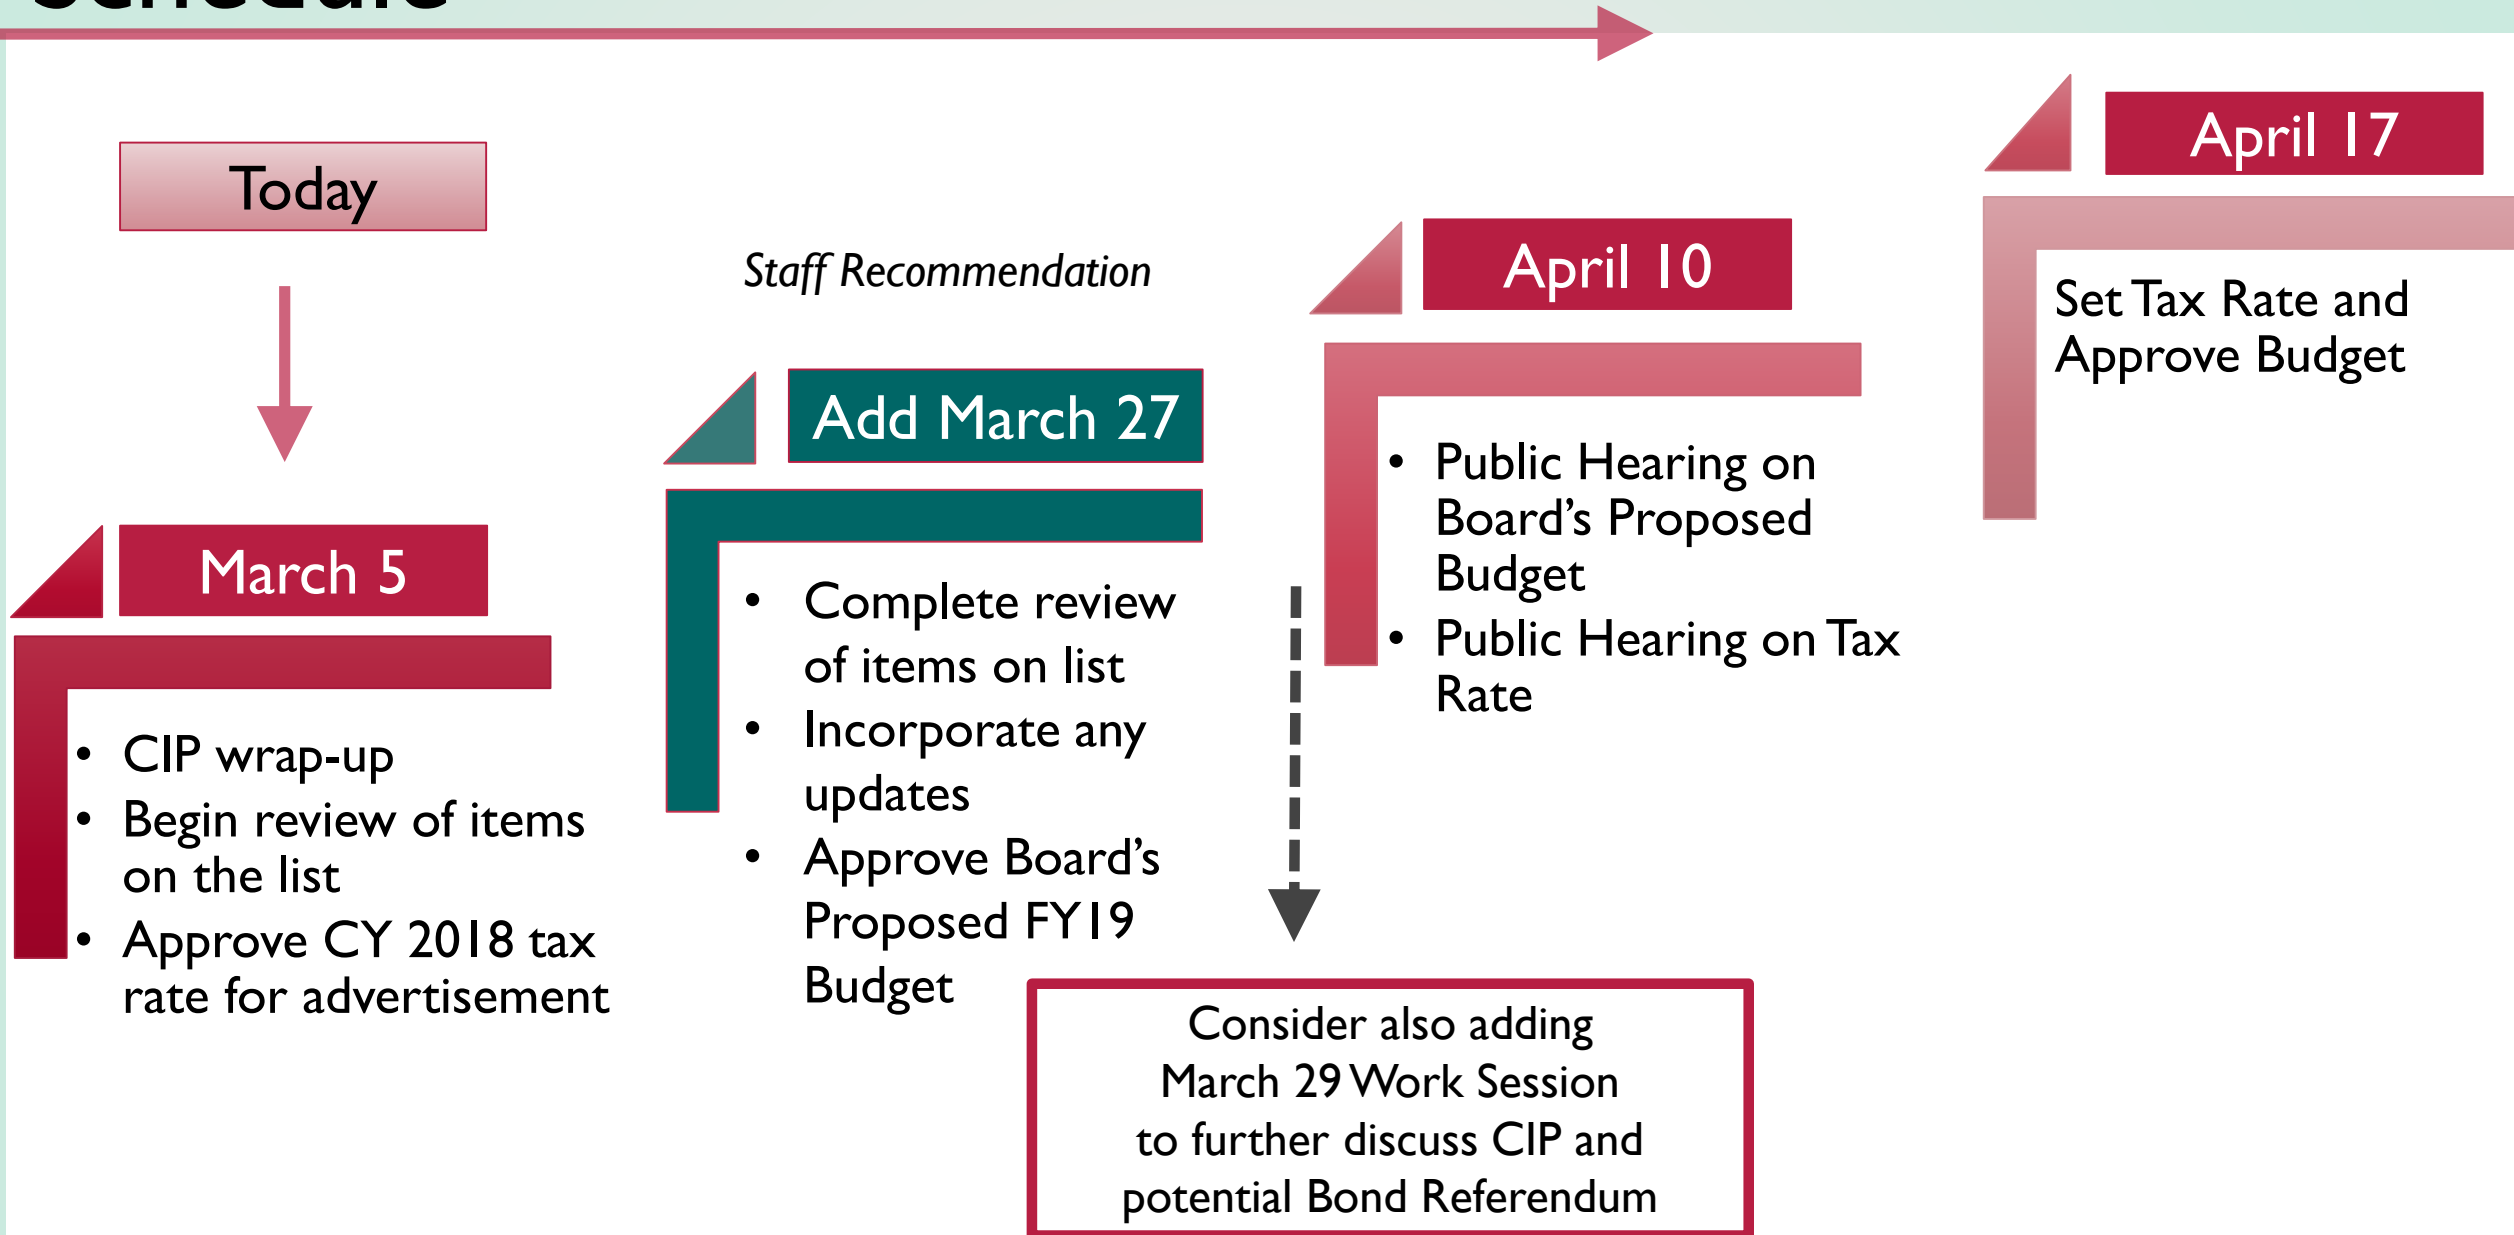 Schedule
Today
March 5
• CIP wrap-up
• Begin review of items
on the list
• Approve CY 2018 tax
rate for advertisement
Staff Recommendation
Add March 27
• Complete review
of items on list
• Incorporate any
updates
• Approve Board's
Proposed FY19
Budget
April 10
• Public Hearing on
Board's Proposed
Budget
• Public Hearing on Tax
Rate
Consider also adding
March 29 Work Session
to further discuss CIP and
potential Bond Referendum
April 17
Set Tax Rate and
Approve Budget